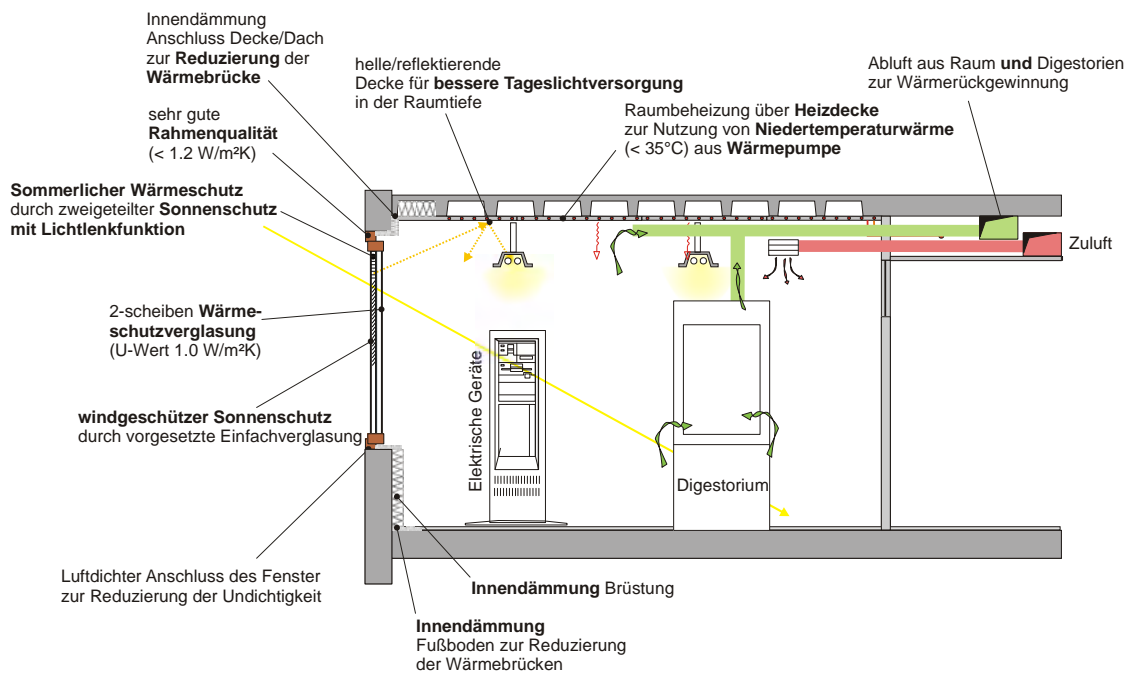 Innendämmung
Anschluss Decke/Dach
zur Reduzierung der
Wärmebrücke
helle/reflektierende
Decke für bessere Tageslichtversorgung
in der Raumtiefe
Abluft aus Raum und Digestorien
zur Wärmerückgewinnung
Raumbeheizung über Heizdecke
zur Nutzung von Niedertemperaturwärme
(< 35°C) aus Wärmepumpe
sehr gute
Rahmenqualität
(< 1.2 W/m²K)
Sommerlicher Wärmeschutz
durch zweigeteilter Sonnenschutz
mit Lichtlenkfunktion
Zuluft
2-scheiben Wärme-
schutzverglasung
(U-Wert 1.0 W/m²K)
windgeschützer Sonnenschutz
durch vorgesetzte Einfachverglasung
Elektrische Geräte
Digestorium
Luftdichter Anschluss des Fenster
zur Reduzierung der Undichtigkeit
Innendämmung Brüstung
Innendämmung
Fußboden zur Reduzierung
der Wärmebrücken